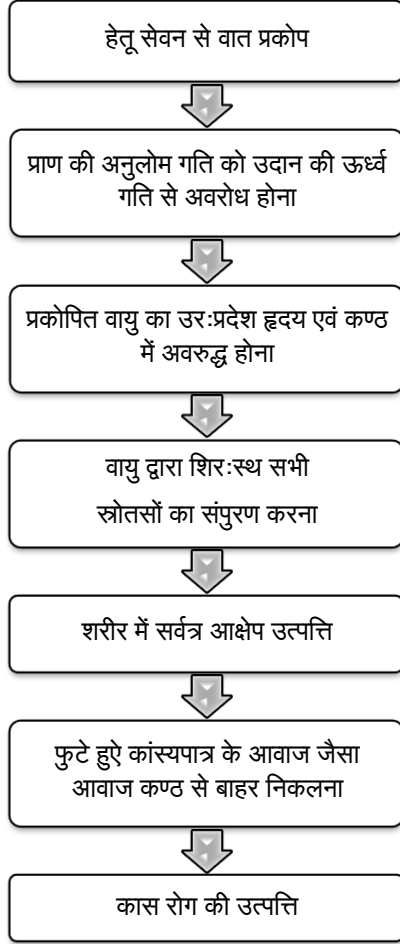 हेतू सेवन से वात प्रकोप
प्राण की अनुलोम गति को उदान की ऊर्ध्व
गति से अवरोध होना
प्रकोपित वायु का उरःप्रदेश हृदय एवं कण्ठ
में अवरुद्ध होना
वायु द्वारा शिरःस्थ सभी
स्त्रोतसों का संपुरण करना
शरीर में सर्वत्र आक्षेप उत्पत्ति
फुटे हुऐ कांस्यपात्र के आवाज जैसा
आवाज कण्ठ से बाहर निकलना
कास रोग की उत्पत्ति